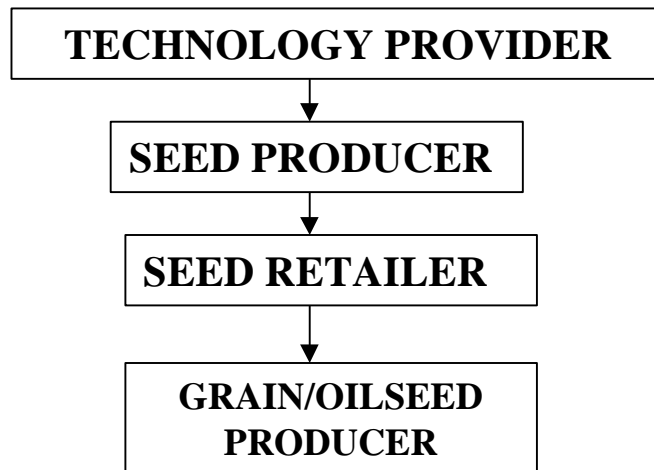 TECHNOLOGY PROVIDER
SEED PRODUCER
SEED RETAILER
GRAIN/OILSEED
PRODUCER